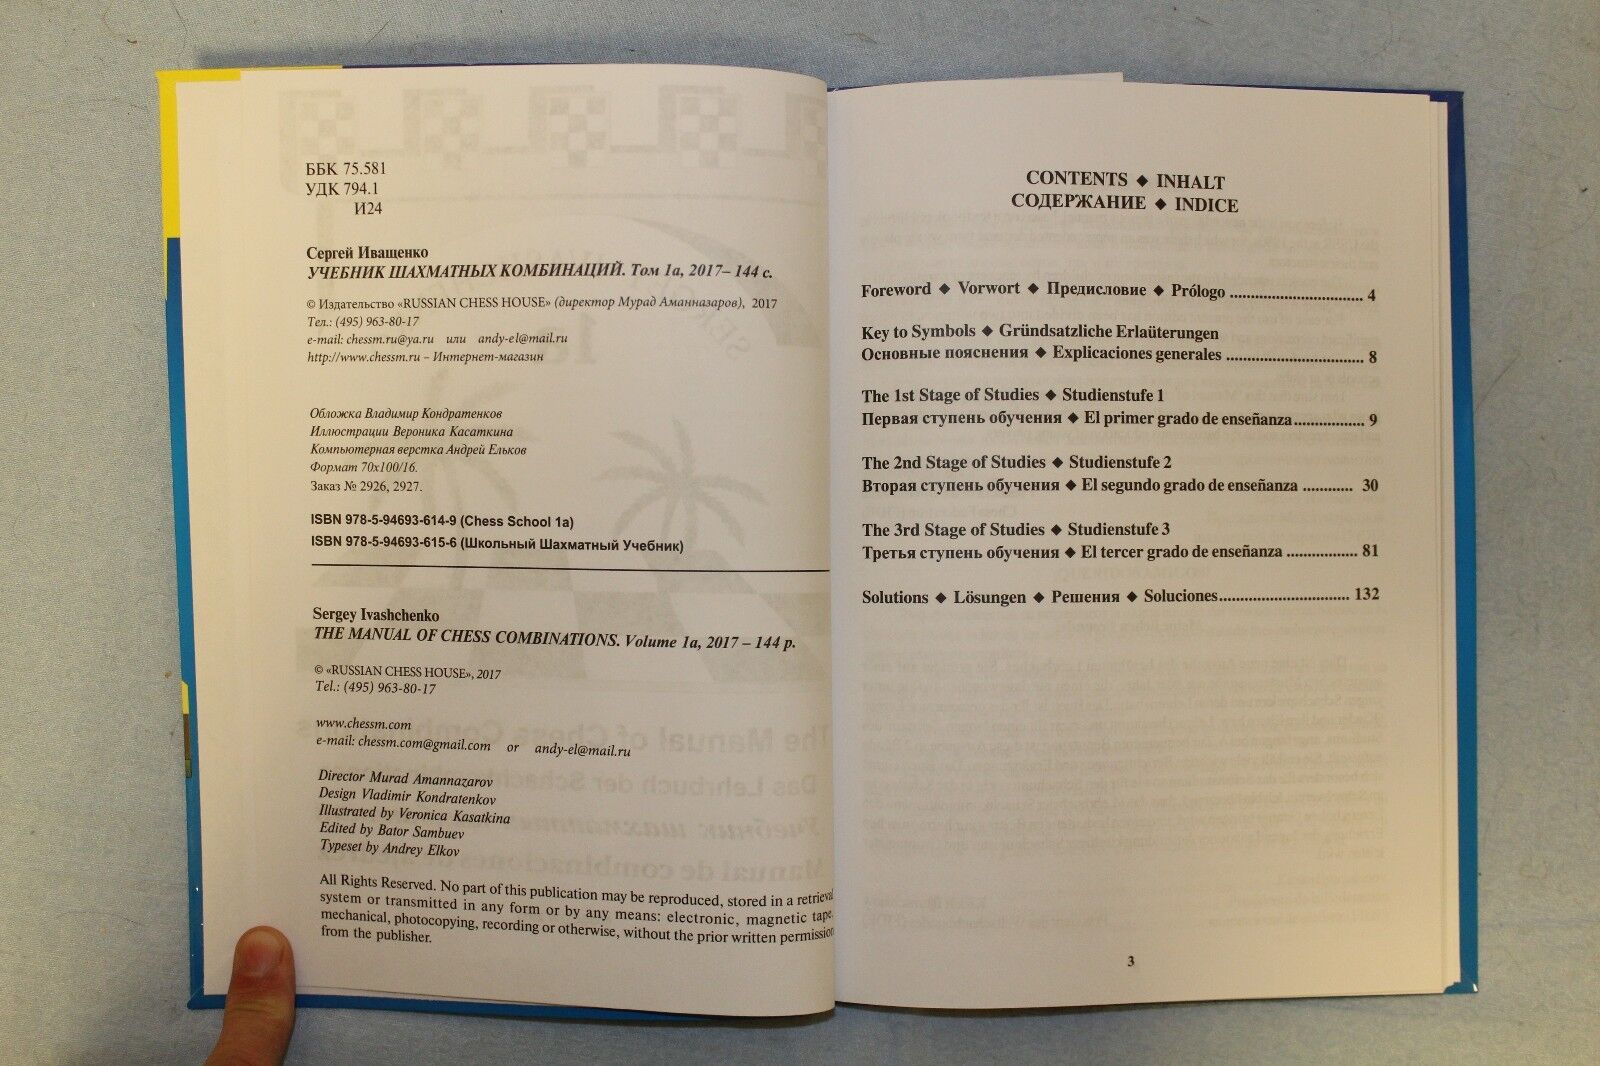 ББК 75.581
УДК 794.1
И24
Сергей Иващенко
УЧЕБНИК ШАХМАТНЫХ КОМБИНАЦИЙ. Том 1a, 2017– 144 с.
© Издательство «RUSSIAN CHESS HOUSE» (директор Мурад Аманназаров), 2017
Тел.: (495) 963-80-17
e-mail: chessm.ru@ya.ru или andy-el@mail.ru
http://www.chessm.ru – Интернет-магазин
Обложка Владимир Кондратенков
Иллюстрации Вероника Касаткина
Компьютерная верстка Андрей Ельков
Формат 70х100/16.
Заказ № 2926, 2927.
ISBN 978-5-94693-614-9 (Chess School 1a)
ISBN 978-5-94693-615-6 (Школьный Шахматный Учебник)
Sergey Ivashchenko
THE MANUAL OF CHESS COMBINATIONS. Volume 1a, 2017 – 144 p.
© «RUSSIAN CHESS HOUSE», 2017
Tel.: (495) 963-80-17
www.chessm.com
e-mail: chessm.com@gmail.com or andy-el@mail.ru
Director Murad Amannazarov
Design Vladimir Kondratenkov
Illustrated by Veronica Kasatkina
Edited by Bator Sambuev
Typeset by Andrey Elkov
All Rights Reserved. No part of this publication may be reproduced, stored in a retrieval
system or transmitted in any form or by any means: electronic, magnetic tape,
mechanical, photocopying, recording or otherwise, without the prior written permission
from the publisher.
CONTENTS ◆ INHALT
СОДЕРЖАНИЕ ◆ INDICE
Foreword ◆ Vorwort ◆ Предисловие ◆ Prólogo ................................ 4
Key to Symbols ◆ Gründsatzliche Erlaüterungen
Основные пояснения ◆ Explicaciones generales ................................. 8
The 1st Stage of Studies ◆ Studienstufe 1
Первая ступень обучения ◆ El primer grado de enseñanza................. 9
The 2nd Stage of Studies ◆ Studienstufe 2
Вторая ступень обучения ◆ El segundo grado de enseñanza ............ 30
The 3rd Stage of Studies ◆ Studienstufe 3
Третья ступень обучения ◆ El tercer grado de enseñanza ................. 81
Solutions ◆ Lösungen ◆ Решения ◆ Soluciones............................... 132
3